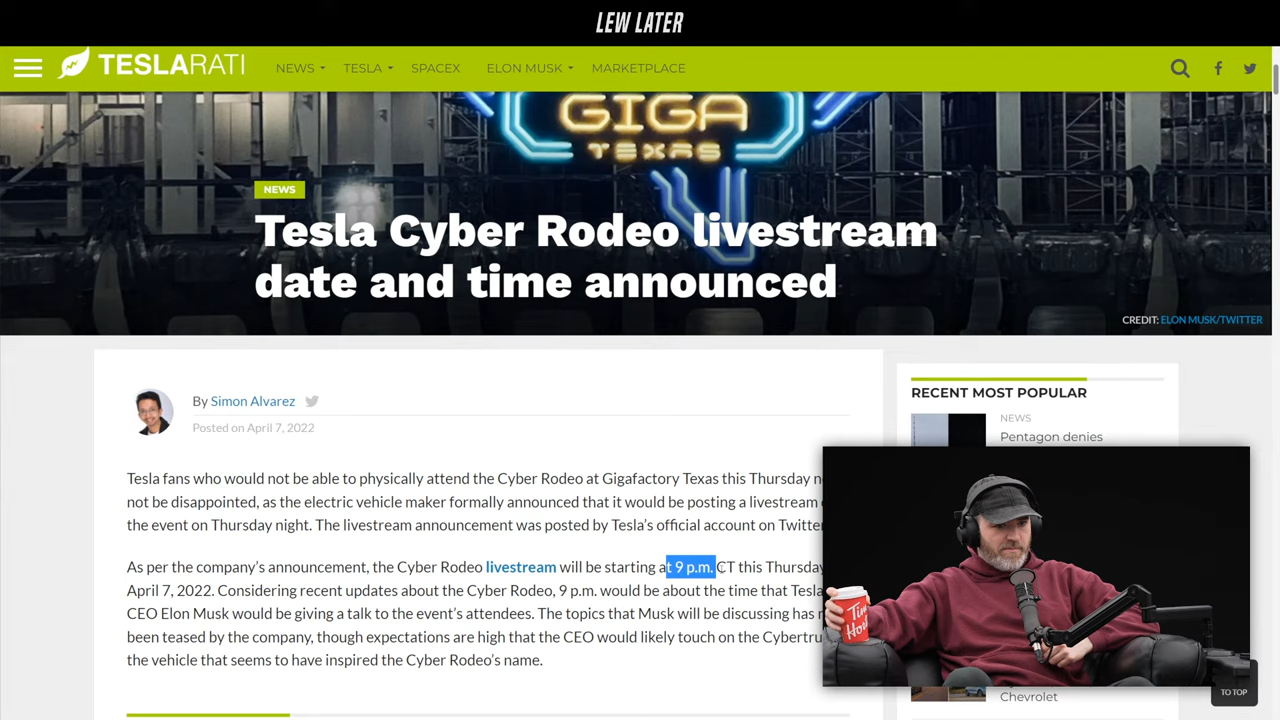 LEW LATER
TESLARATI
NEWS TESLA SPACEX ELON MUSK MARKETPLACE
GIGA
TEXAS
NEWS
Tesla Cyber Rodeo livestream
date and time announced
CREDIT: ELON MUSK/TWITTER
By Simon Alvarez
Posted on April 7, 2022
Tesla fans who would not be able to physically attend the Cyber Rodeo at Gigafactory Texas this Thursday
not be disappointed, as the electric vehicle maker formally announced that it would be posting a livestream
the event on Thursday night. The livestream announcement was posted by Tesla's official account on Twitter
As per the company's announcement, the Cyber Rodeo livestream will be starting at 9 p.m. CT this Thursday
April 7, 2022. Considering recent updates about the Cyber Rodeo, 9 p.m. would be about the time that Tesla
CEO Elon Musk would be giving a talk to the event's attendees. The topics that Musk will be discussing has
been teased by the company, though expectations are high that the CEO would likely touch on the
the vehicle that seems to have inspired the Cyber Rodeo's name.
RECENT MOST POPULAR
NEWS
Pentagon denies
Tim
Hor
Chevrolet
TO TOP